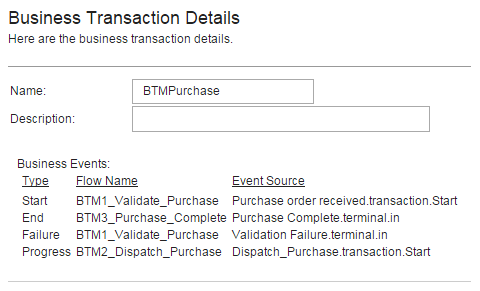 Business Transaction Details
Here are the business transaction details.
Name: BTMPurchase
Description:
Business Events:
Type Flow Name Event Source
Start BTM1_Validate_Purchase Purchase order received.transaction.Start
End BTM3_Purchase_Complete Purchase Complete.terminal.in
Failure BTM1_Validate_Purchase Validation Failure.terminal.in
Progress BTM2_Dispatch_Purchase Dispatch_Purchase.transaction.Start